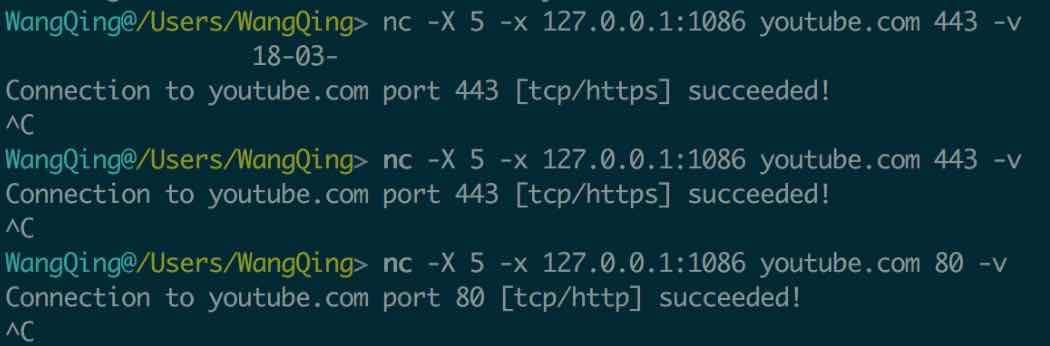 WangQing@/Users/WangQing> nc -X 5 -x 127.0.0.1:1086 youtube.com 443 -v
18-03-
Connection to youtube.com port 443 [tcp/https] succeeded!
^C
WangQing@/Users/WangQing> nc -X 5 -x 127.0.0.1:1086 youtube.com 443 -v
Connection to youtube.com port 443 [tcp/https] succeeded!
^C
WangQing@/Users/WangQing> nc -X 5 -x 127.0.0.1:1086 youtube.com 80 -v
Connection to youtube.com port 80 [tcp/http] succeeded!
^C